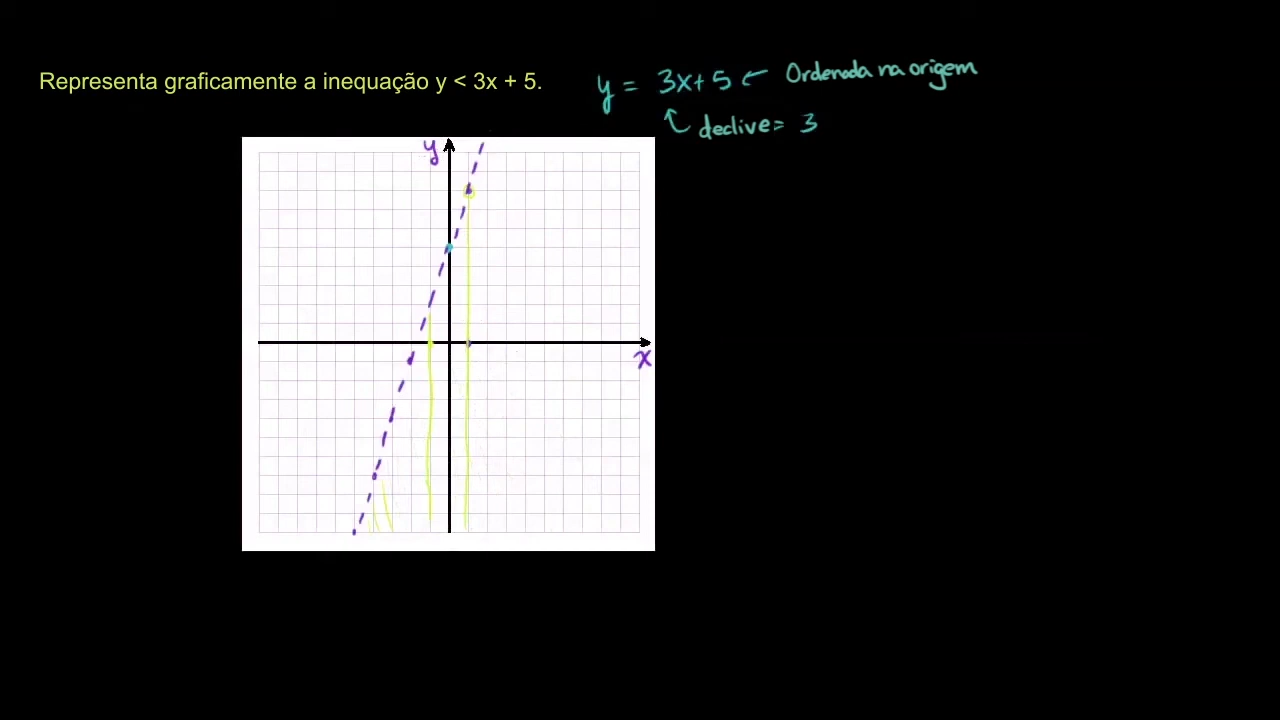 Representa graficamente a inequação y < 3x + 5.
y = 3x + 5 ← Ordenada na origem
declive = 3
y
x